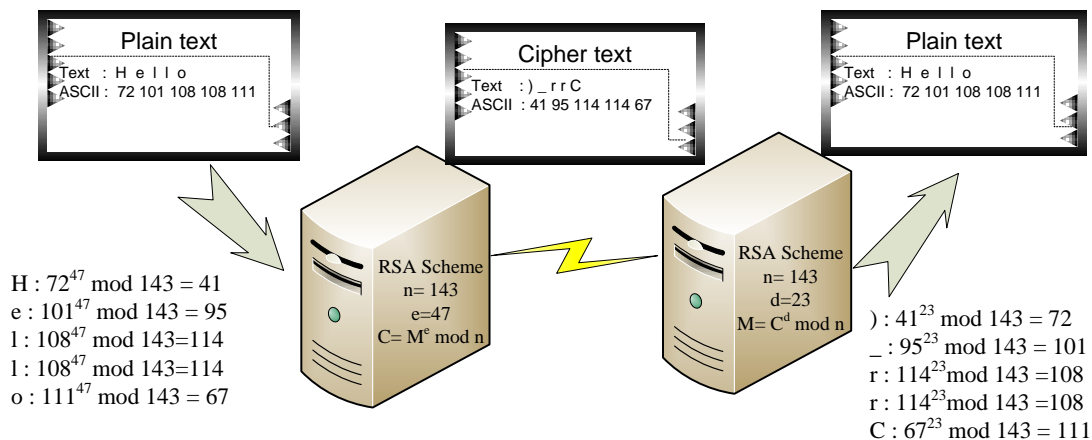 Plain text
Text : H e l l o
ASCII : 72 101 108 108 111
Cipher text
Text : ) _ r r C
ASCII : 41 95 114 114 67
Plain text
Text : H e l l o
ASCII : 72 101 108 108 111
H : 72^47 mod 143 = 41
e : 101^47 mod 143 = 95
l : 108^47 mod 143=114
l : 108^47 mod 143=114
o : 111^47 mod 143 = 67
RSA Scheme
n= 143
e=47
C= M^e mod n
RSA Scheme
n= 143
d=23
M= C^d mod n
) : 41^23 mod 143 = 72
_ : 95^23 mod 143 = 101
r : 114^23mod 143 =108
r : 114^23mod 143 =108
C : 67^23 mod 143 = 111